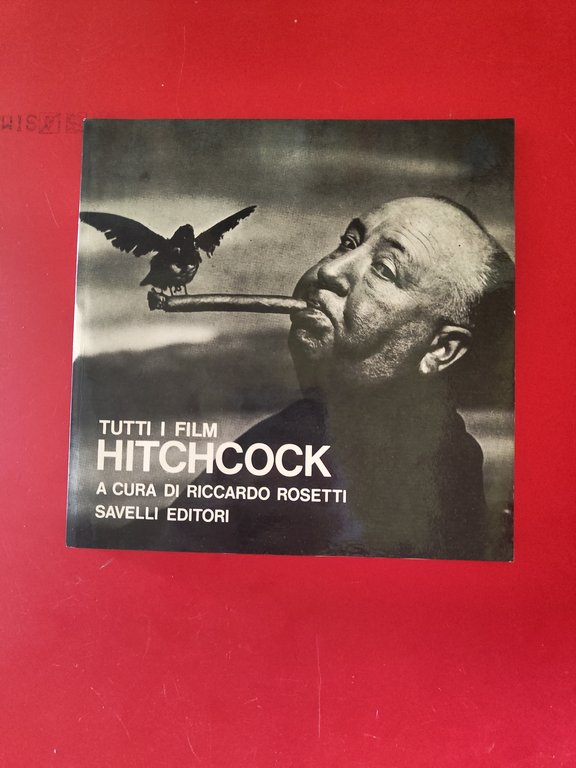 TUTTI I FILM
HITCHCOCK
A CURA DI RICCARDO ROSETTI
SAVELLI EDITORI